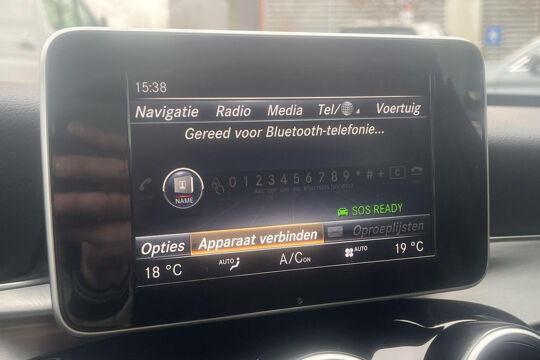 15:38
Navigatie Radio Media Tel/ Voertuig
Gereed voor Bluetooth-telefonie...
0 1 2 3 4 5 6 7 8 9 * # + C
NAME
SOS READY
Opties Apparaat verbinden Oproeplijsten
18 °C AUTO A/C ON AUTO 19 °C